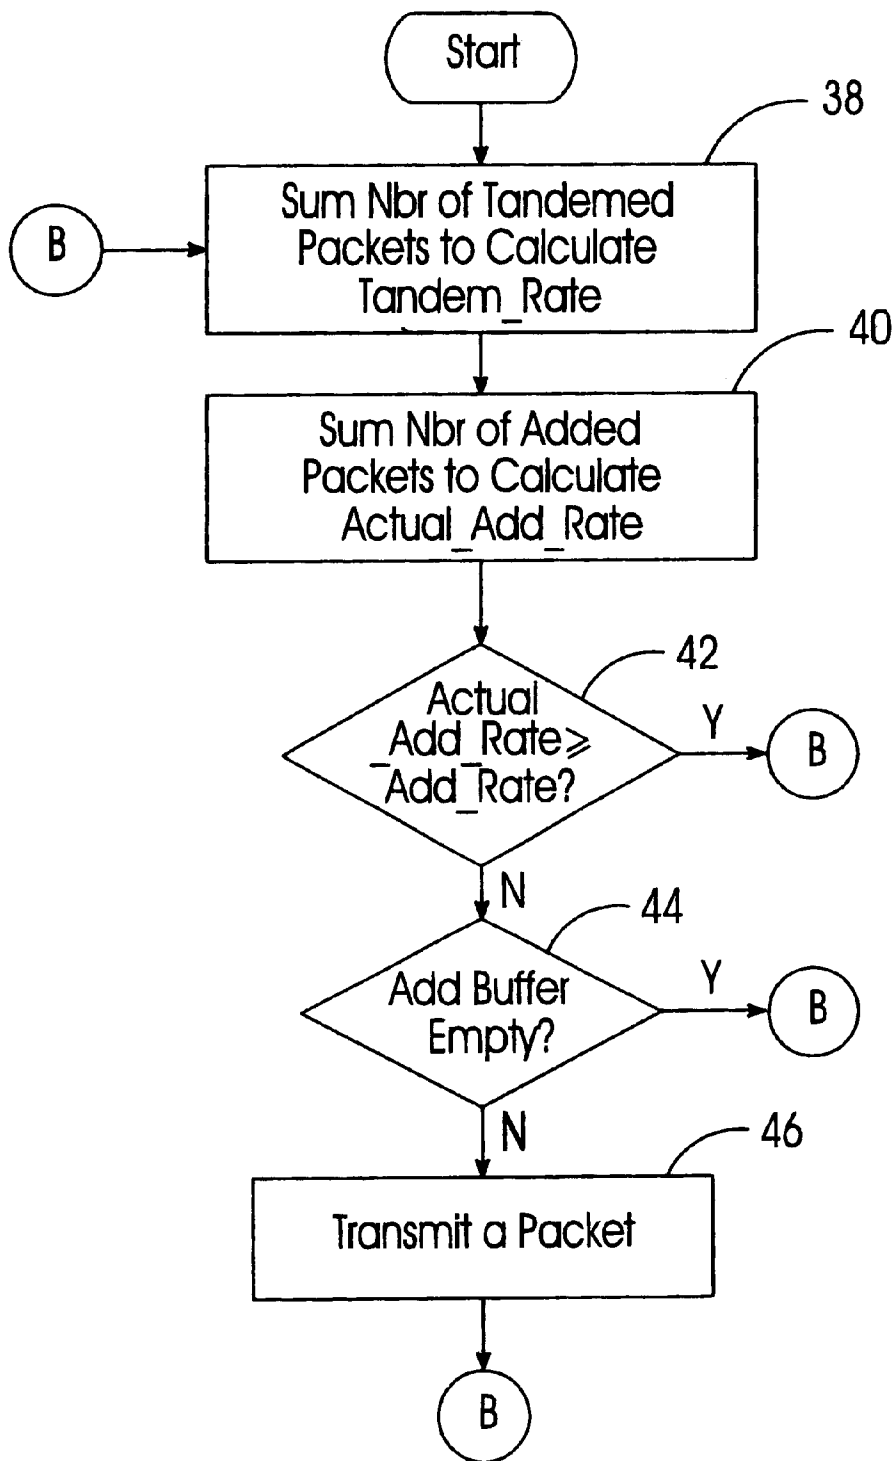 Start
38
Sum Nbr of Tandemed
Packets to Calculate
Tandem_Rate
B
40
Sum Nbr of Added
Packets to Calculate
Actual_Add_Rate
42
Actual
_Add_Rate≥
_Add_Rate?
Y
B
N
44
Add Buffer
Empty?
Y
B
N
46
Transmit a Packet
B